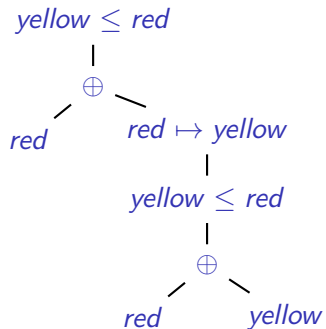 yellow ≤ red
⊕
red
red ↦ yellow
yellow ≤ red
⊕
red yellow